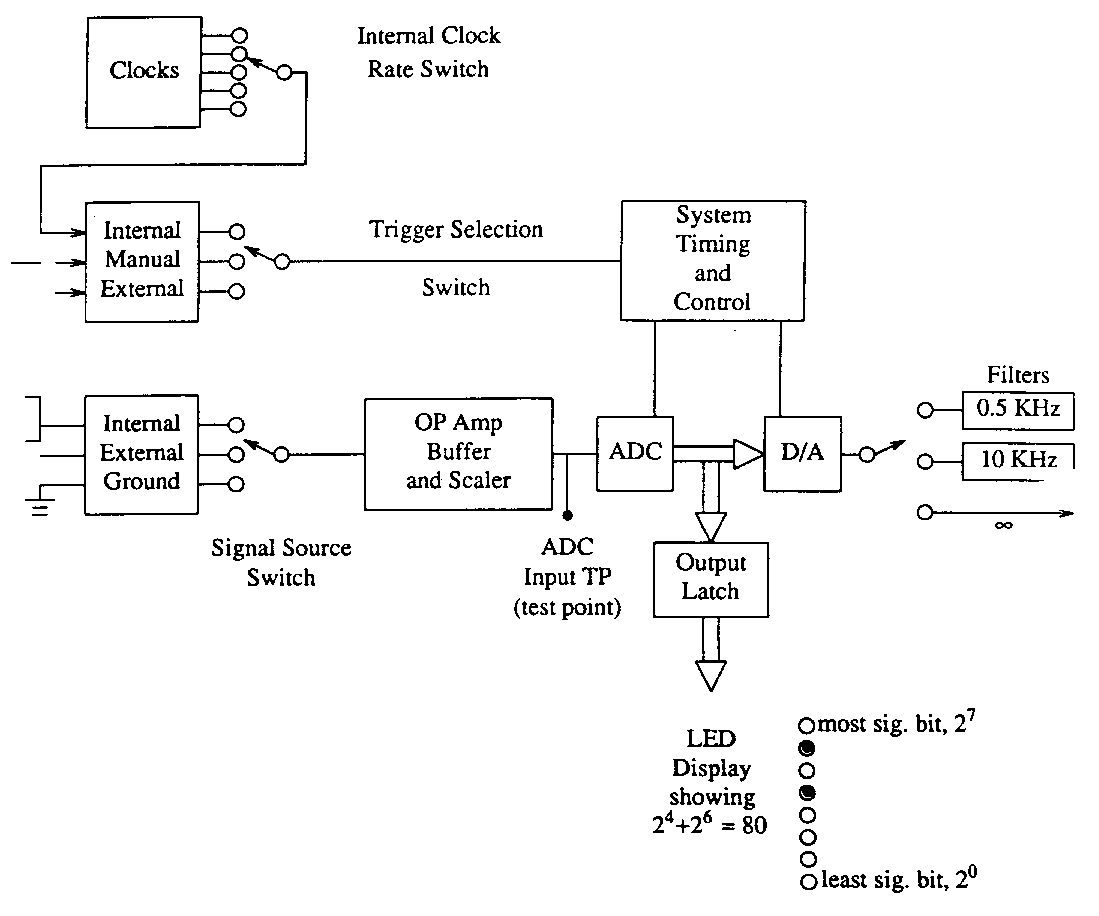 Clocks
Internal Clock
Rate Switch
Internal
Manual
External
Trigger Selection
Switch
System
Timing
and
Control
Internal
External
Ground
Signal Source
Switch
OP Amp
Buffer
and Scaler
ADC
Input TP
(test point)
ADC
D/A
Filters
0.5 KHz
10 KHz
∞
Output
Latch
LED
Display
showing
2⁴+2⁶ = 80
most sig. bit, 2⁷
least sig. bit, 2⁰